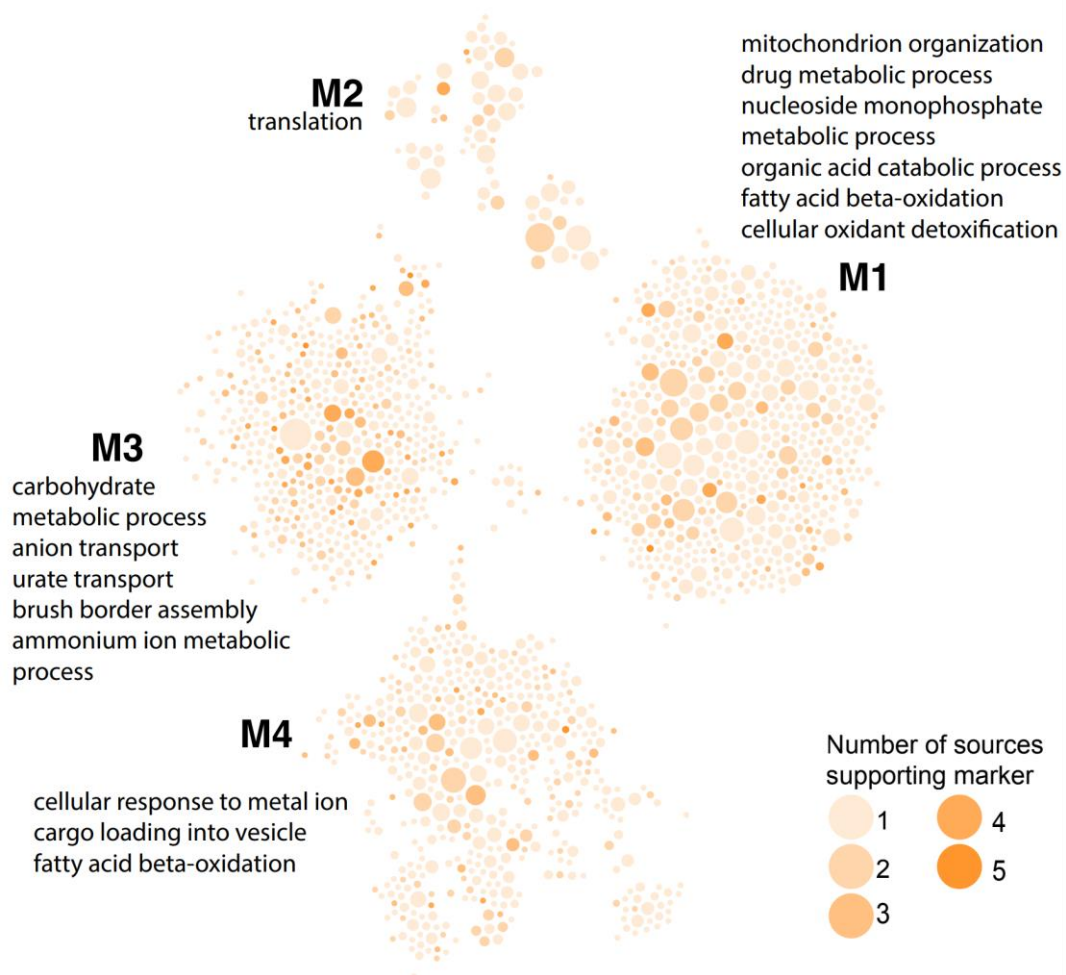 M2
translation
mitochondrion organization
drug metabolic process
nucleoside monophosphate
metabolic process
organic acid catabolic process
fatty acid beta-oxidation
cellular oxidant detoxification
M1
M3
carbohydrate
metabolic process
anion transport
urate transport
brush border assembly
ammonium ion metabolic
process
M4
cellular response to metal ion
cargo loading into vesicle
fatty acid beta-oxidation
Number of sources
supporting marker
1 4
2 5
3